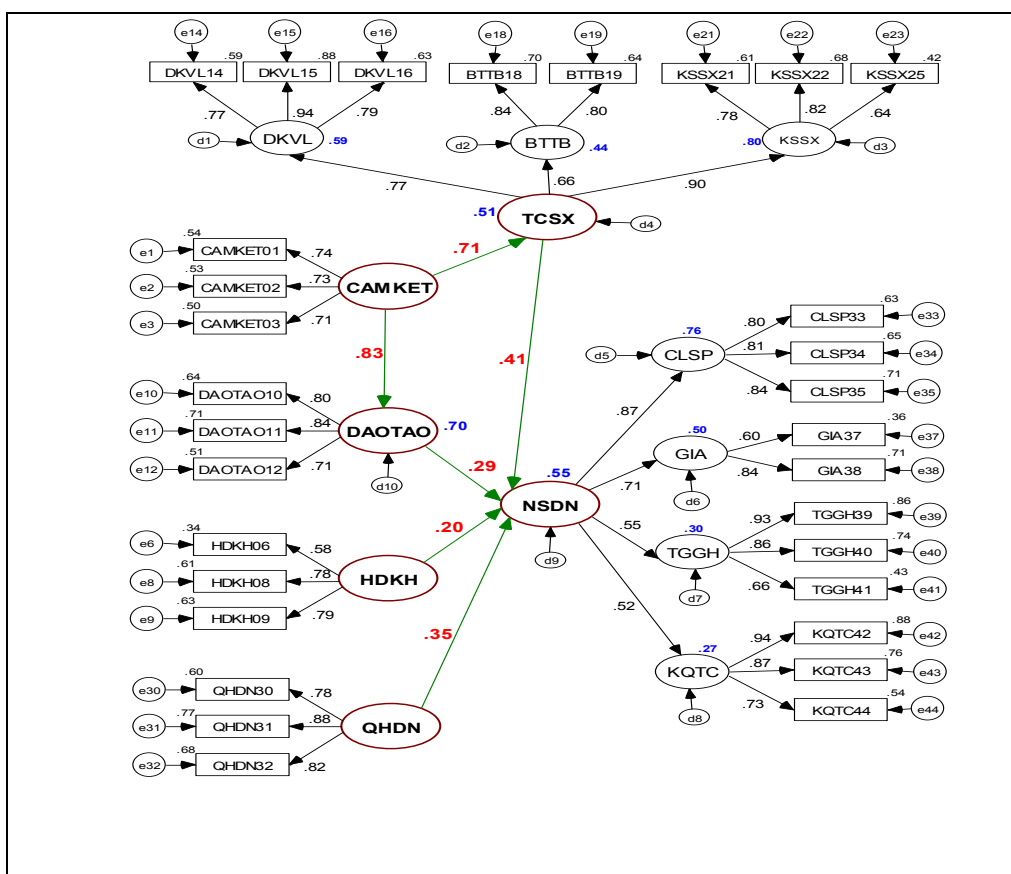 e14 e15 e16 e18 e19 e21 e22 e23
.59 .88 .63 .70 .64 .61 .68 .42
DKVL14 DKVL15 DKVL16 BTTB18 BTTB19 KSSX21 KSSX22 KSSX25
.77 .94 .79 .84 .80 .78 .82 .64
d1 DKVL .59 d2 BTTB .44 .80 KSSX d3
.77 .66 .90
.51 TCSX d4
.54
e1 CAMKET01 .74 .71
.53
e2 CAMKET02 .73 CAMKET
.50
e3 CAMKET03 .71
.83 .41
.63
.80 CLSP33 e33
.76
d5 CLSP .81 CLSP34 .65 e34
.84 CLSP35 .71 e35
.87
.64
e10 DAOTAO10 .80
.71
e11 DAOTAO11 .84 DAOTAO .70
.51
e12 DAOTAO12 .71 d10
.29
.36
.50 .60 GIA37 e37
GIA .84 GIA38 .71 e38
.71 d6
.55
NSDN
d9
.20
.34
e6 HDKH06 .58
.61
e8 HDKH08 .78 HDKH
.63
e9 HDKH09 .79
.55 .30 .93 TGGH39 .86 e39
TGGH .86 TGGH40 .74 e40
d7 .66 TGGH41 .43 e41
.52
.35
.27 .94 KQTC42 .88 e42
KQTC .87 KQTC43 .76 e43
d8 .73 KQTC44 .54 e44
.60
e30 QHDN30 .78
.77
e31 QHDN31 .88 QHDN
.68
e32 QHDN32 .82